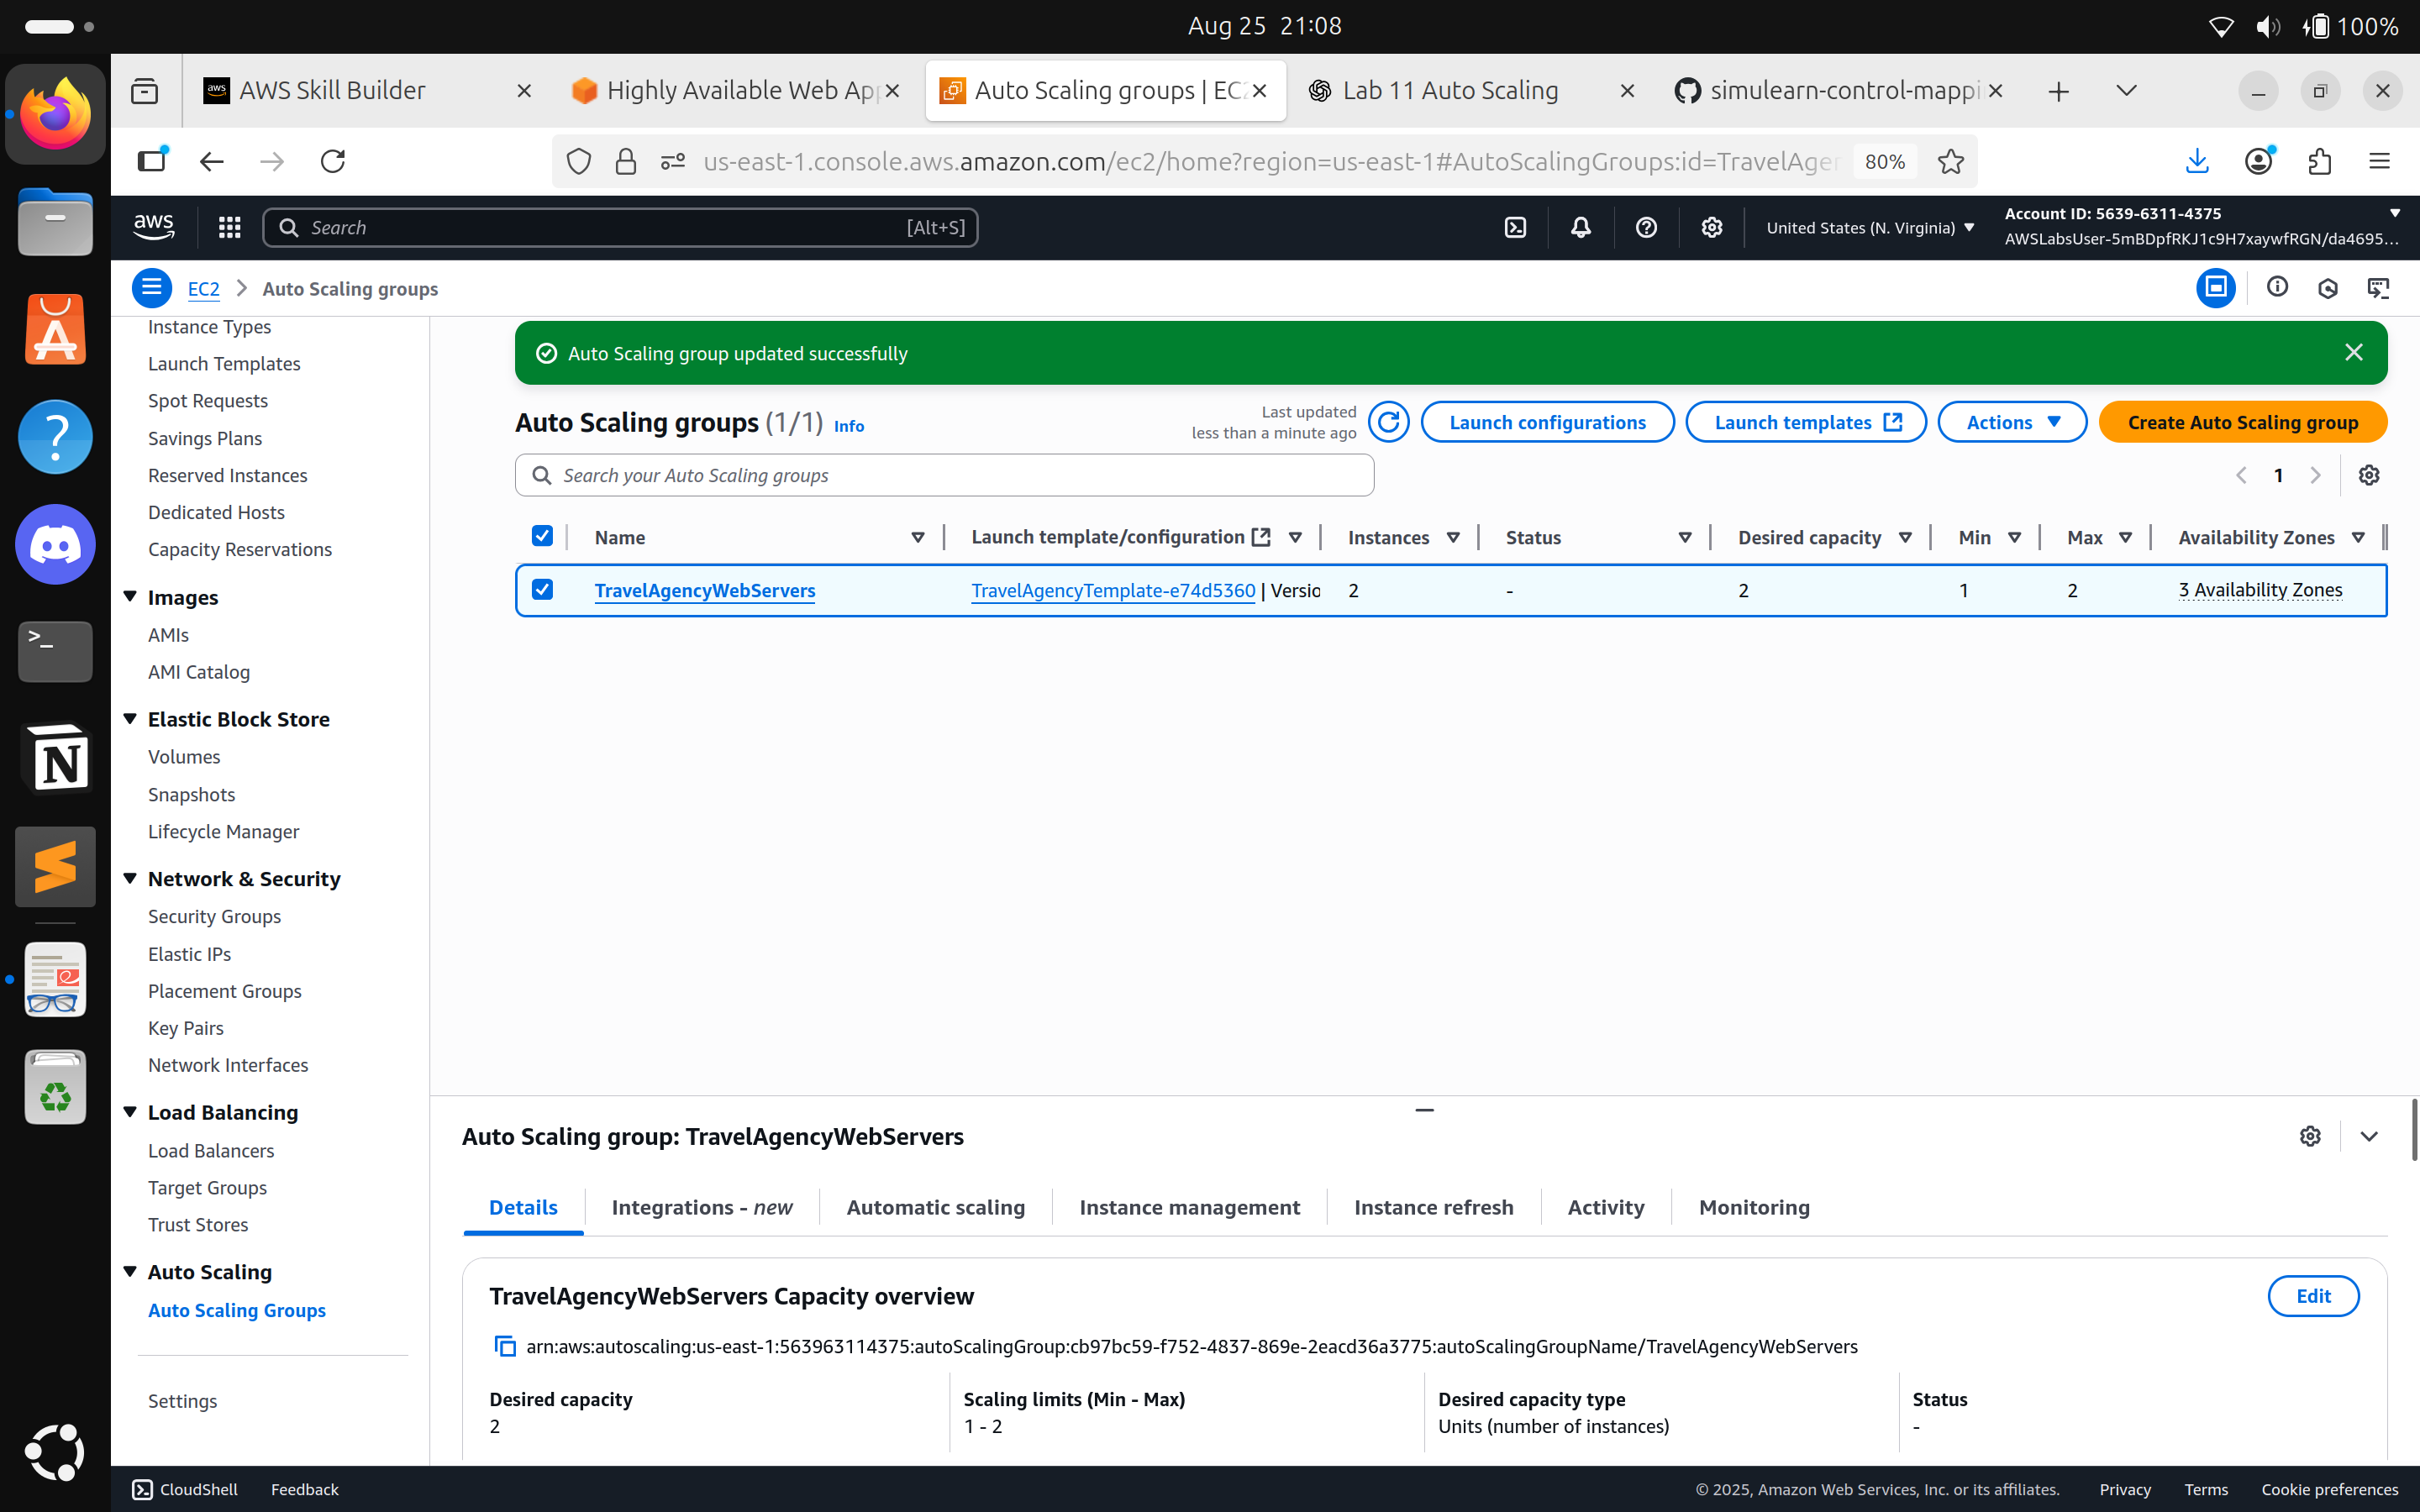 Aug 25 21:08
100%
AWS Skill Builder
Highly Available Web App
Auto Scaling groups | EC2
Lab 11 Auto Scaling
simulearn-control-mappi
us-east-1.console.aws.amazon.com/ec2/home?region=us-east-1#AutoScalingGroups:id=TravelAger
80%
aws
Search
[Alt+S]
United States (N. Virginia)
Account ID: 5639-6311-4375
AWSLabsUser-5mBDpfRKJ1c9H7xaywfRGN/da4695...
EC2
Auto Scaling groups
Instance Types
Launch Templates
Spot Requests
Savings Plans
Reserved Instances
Dedicated Hosts
Capacity Reservations
Images
AMIs
AMI Catalog
Elastic Block Store
Volumes
Snapshots
Lifecycle Manager
Network & Security
Security Groups
Elastic IPs
Placement Groups
Key Pairs
Network Interfaces
Load Balancing
Load Balancers
Target Groups
Trust Stores
Auto Scaling
Auto Scaling Groups
Settings
Auto Scaling group updated successfully
Auto Scaling groups (1/1) Info
Last updated
less than a minute ago
Launch configurations
Launch templates
Actions
Create Auto Scaling group
Search your Auto Scaling groups
1
Name Launch template/configuration Instances Status Desired capacity Min Max Availability Zones
TravelAgencyWebServers TravelAgencyTemplate-e74d5360 | Versio 2 - 2 1 2 3 Availability Zones
Auto Scaling group: TravelAgencyWebServers
Details Integrations - new Automatic scaling Instance management Instance refresh Activity Monitoring
TravelAgencyWebServers Capacity overview
Edit
arn:aws:autoscaling:us-east-1:563963114375:autoScalingGroup:cb97bc59-f752-4837-869e-2eacd36a3775:autoScalingGroupName/TravelAgencyWebServers
Desired capacity
2
Scaling limits (Min - Max)
1 - 2
Desired capacity type
Units (number of instances)
Status
-
CloudShell
Feedback
© 2025, Amazon Web Services, Inc. or its affiliates.
Privacy
Terms
Cookie preferences